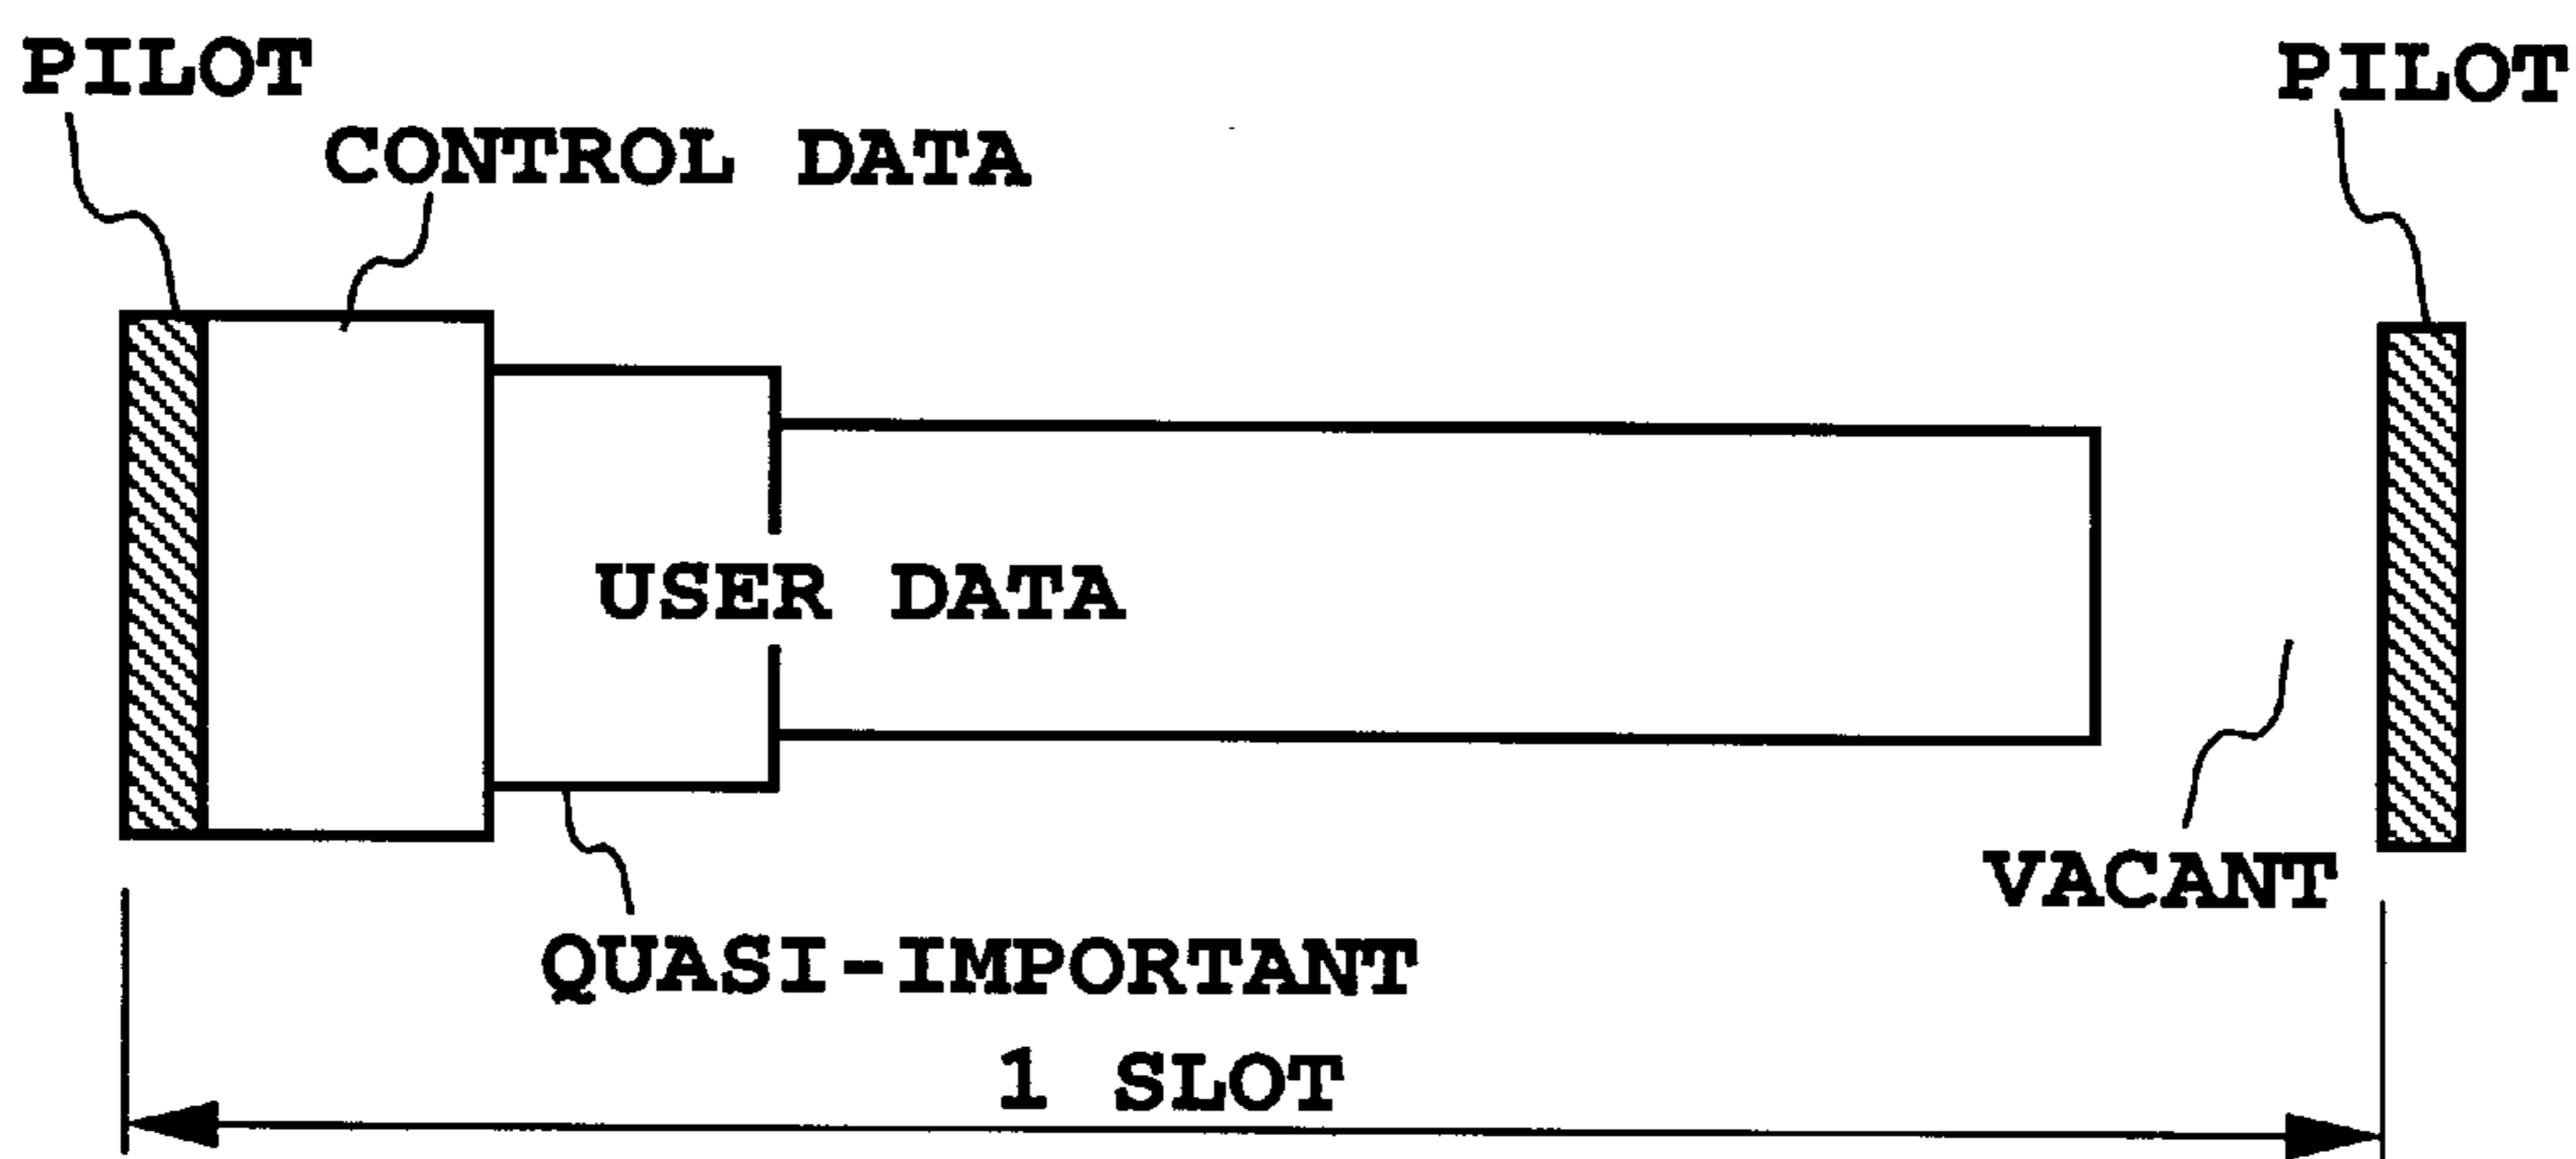 PILOT
PILOT
CONTROL DATA
USER DATA
VACANT
QUASI-IMPORTANT
1 SLOT